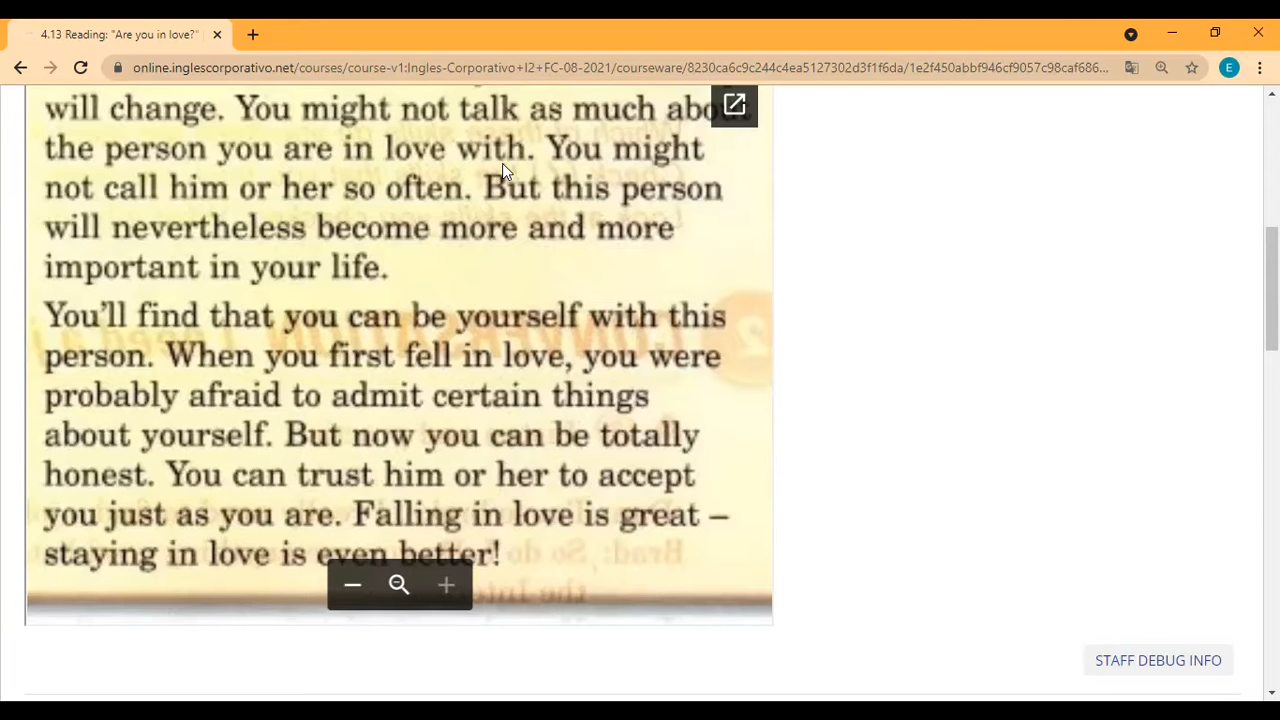 4.13 Reading: "Are you in love?"
online.inglescorporativo.net/courses/course-v1:Ingles-Corporativo+I2+FC-08-2021/courseware/8230ca6c9c244c4ea5127302d3f1f6da/1e2f450abbf946cf9057c98caf686...
E
will change. You might not talk as much about
the person you are in love with. You might
not call him or her so often. But this person
will nevertheless become more and more
important in your life.
You'll find that you can be yourself with this
person. When you first fell in love, you were
probably afraid to admit certain things
about yourself. But now you can be totally
honest. You can trust him or her to accept
you just as you are. Falling in love is great –
staying in love is even better!
STAFF DEBUG INFO